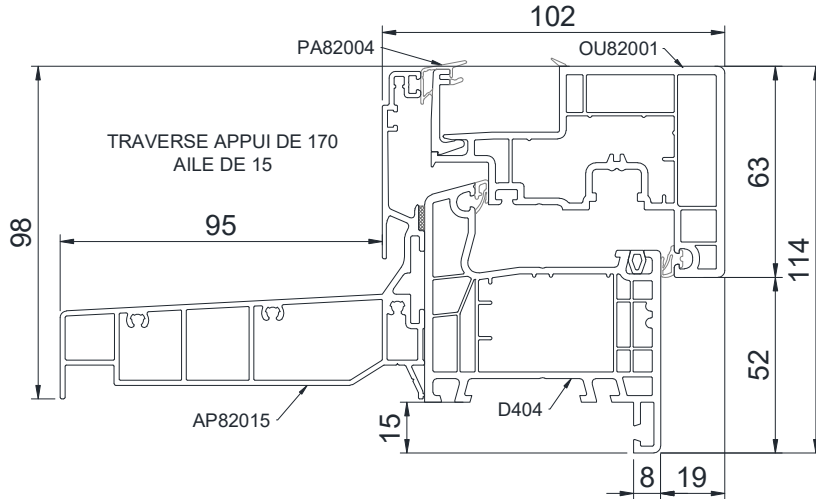 102
PA82004
OU82001
TRAVERSE APPUI DE 170
AILE DE 15
63
98
95
114
52
AP82015
15
D404
8
19